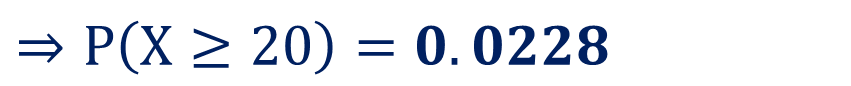 ⇒ P(X ≥ 20) = 0.0228